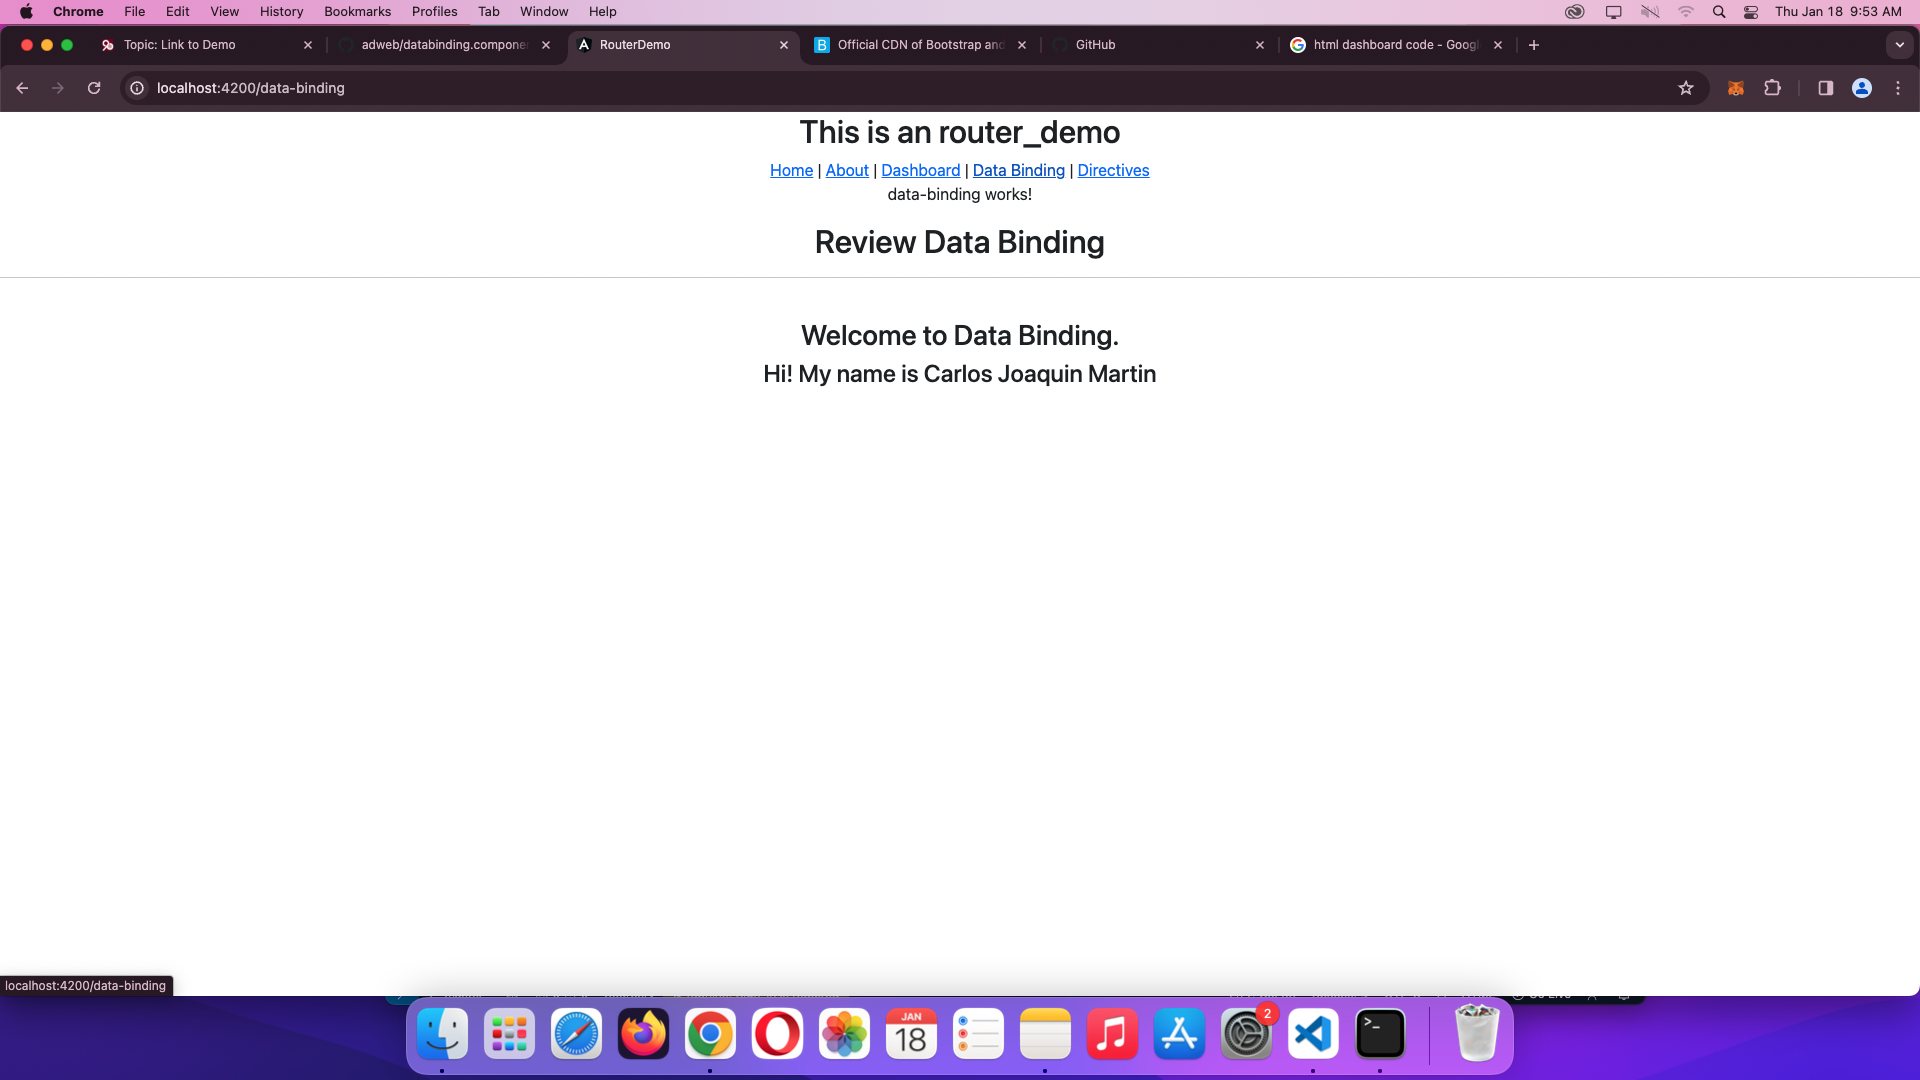 Chrome File Edit View History Bookmarks Profiles Tab Window Help Thu Jan 18 9:53 AM
Topic: Link to Demo
adweb/databinding.compone
RouterDemo
Official CDN of Bootstrap and
GitHub
html dashboard code - Googl
localhost:4200/data-binding
This is an router_demo
Home | About | Dashboard | Data Binding | Directives
data-binding works!
Review Data Binding
Welcome to Data Binding.
Hi! My name is Carlos Joaquin Martin
localhost:4200/data-binding
JAN
18
2
>_